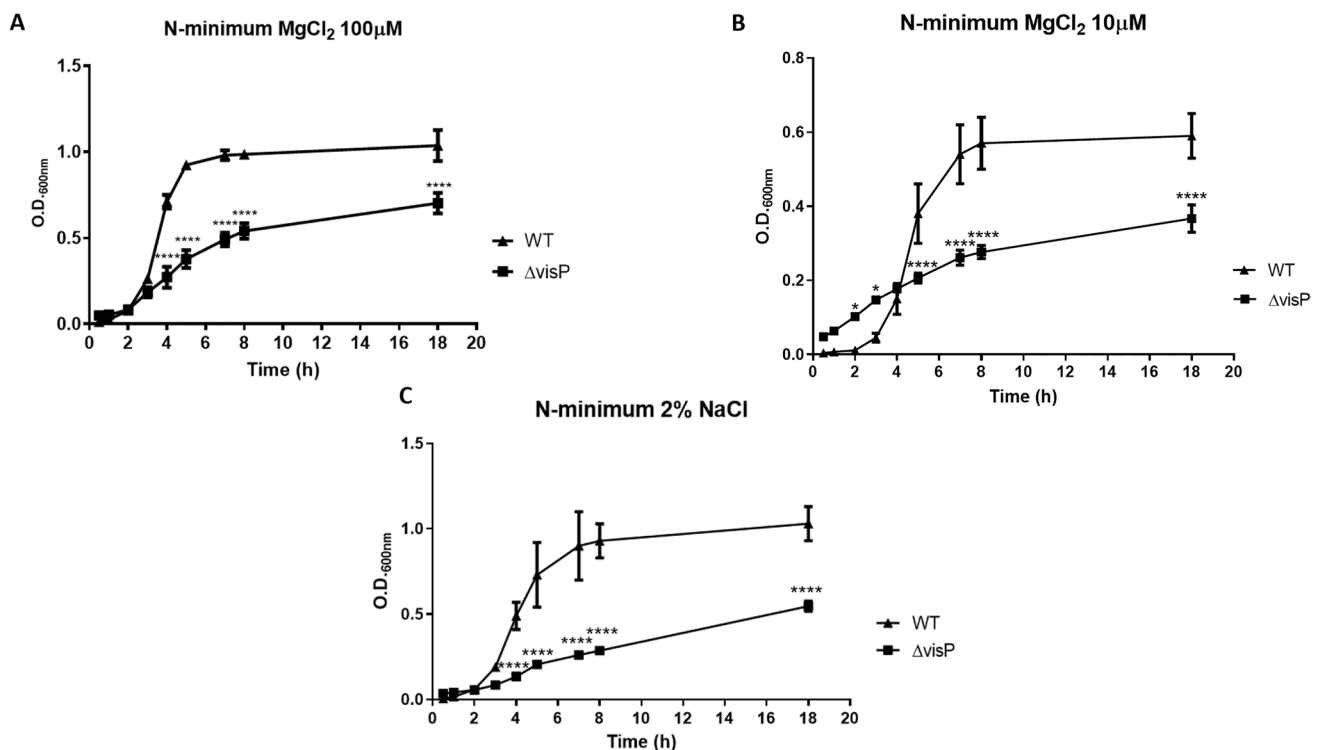 A
N-minimum MgCl₂ 100μM
1.5
1.0
0.5
0.0
O.D-600nm
****
****
****
****
****
0 2 4 6 8 10 12 14 16 18 20
Time (h)
WT
ΔvisP
B
N-minimum MgCl₂ 10μM
0.8
0.6
0.4
0.2
0.0
O.D-600nm
*
*
****
****
****
****
0 2 4 6 8 10 12 14 16 18 20
Time (h)
WT
ΔvisP
C
N-minimum 2% NaCl
1.5
1.0
0.5
0.0
O.D-600nm
****
****
****
****
****
0 2 4 6 8 10 12 14 16 18 20
Time (h)
WT
ΔvisP